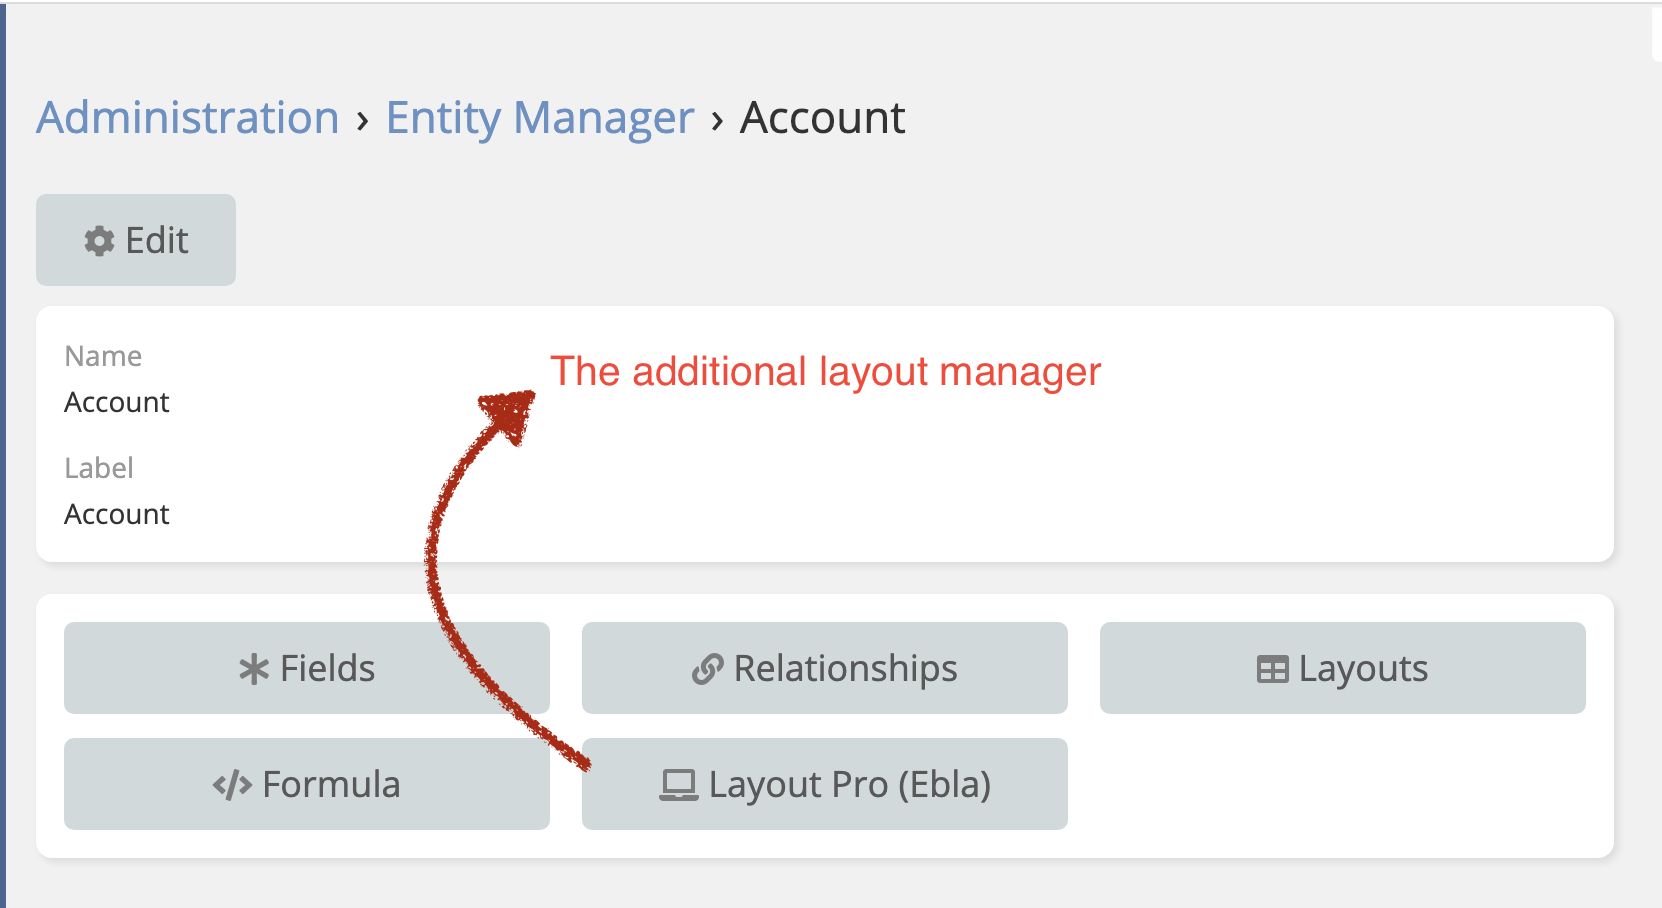 Administration › Entity Manager › Account
Edit
Name
The additional layout manager
Account
Label
Account
Fields
Relationships
Layouts
Formula
Layout Pro (Ebla)